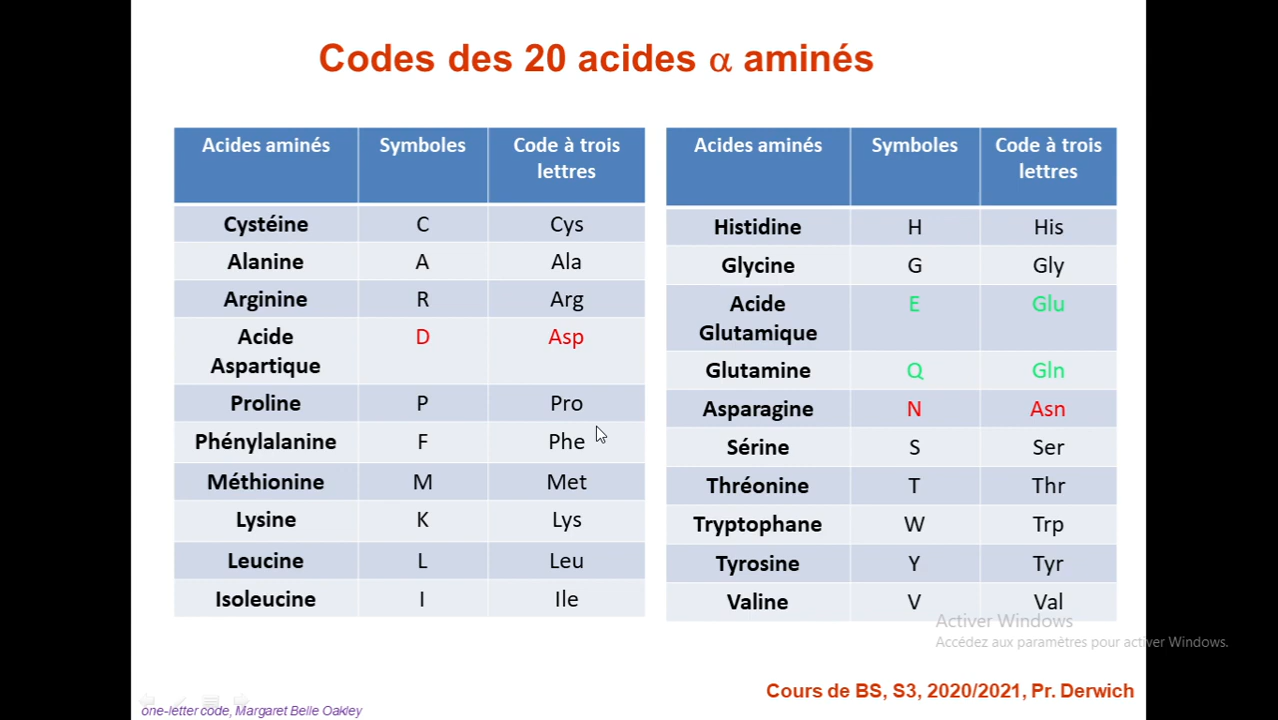 Codes des 20 acides α aminés
Acides aminés Symboles Code à trois lettres
Cystéine C Cys
Alanine A Ala
Arginine R Arg
Acide Aspartique D Asp
Proline P Pro
Phénylalanine F Phe
Méthionine M Met
Lysine K Lys
Leucine L Leu
Isoleucine I Ile
Acides aminés Symboles Code à trois lettres
Histidine H His
Glycine G Gly
Acide Glutamique E Glu
Glutamine Q Gln
Asparagine N Asn
Sérine S Ser
Thréonine T Thr
Tryptophane W Trp
Tyrosine Y Tyr
Valine V Val
Activer Windows
Accédez aux paramètres pour activer Windows.
Cours de BS, S3, 2020/2021, Pr. Derwich
one-letter code, Margaret Belle Oakley